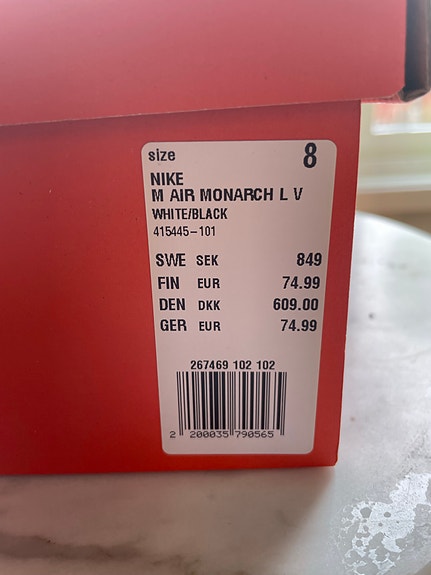 size 8
NIKE
M AIR MONARCH L V
WHITE/BLACK
415445-101
SWE SEK 849
FIN EUR 74.99
DEN DKK 609.00
GER EUR 74.99
267469 102 102
2 200035 790565